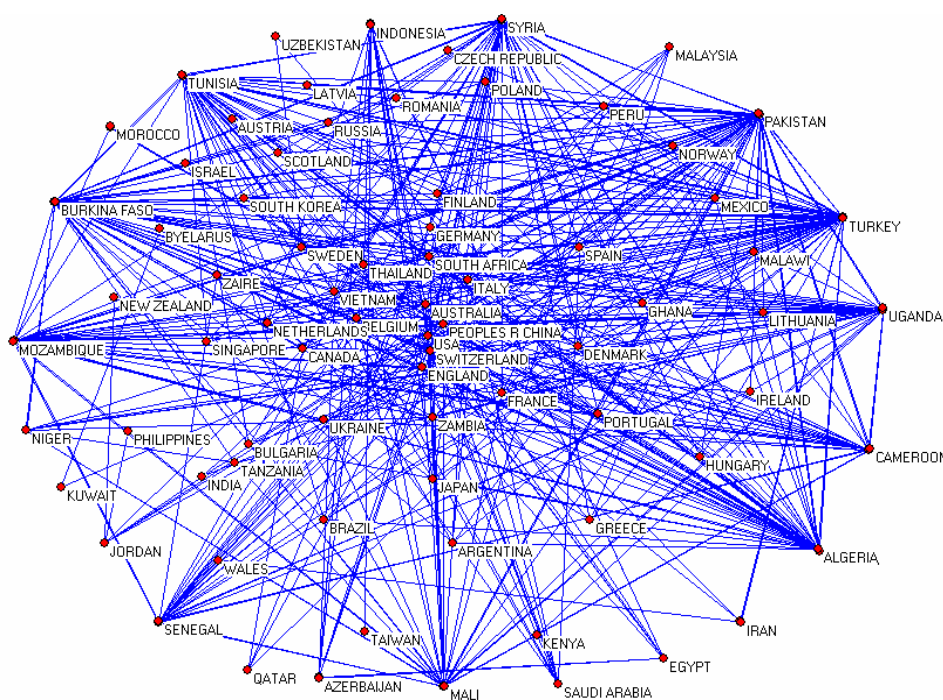 SYRIA
INDONESIA
UZBEKISTAN
CZECH REPUBLIC
MALAYSIA
TUNISIA
LATVIA
POLAND
ROMANIA
PERU
PAKISTAN
MOROCCO
AUSTRIA
RUSSIA
NORWAY
SCOTLAND
ISRAEL
BURKINA FASO
SOUTH KOREA
FINLAND
MEXICO
TURKEY
BYELARUS
GERMANY
SWEDEN
SPAIN
MALAWI
THAILAND
SOUTH AFRICA
ZAIRE
ITALY
NEW ZEALAND
VIETNAM
AUSTRALIA
GHANA
LITHUANIA
UGANDA
NETHERLANDS
BELGIUM
PEOPLES R CHINA
USA
MOZAMBIQUE
SINGAPORE
CANADA
SWITZERLAND
DENMARK
ENGLAND
FRANCE
IRELAND
NIGER
PHILIPPINES
UKRAINE
ZAMBIA
PORTUGAL
BULGARIA
CAMEROON
HUNGARY
TANZANIA
INDIA
KUWAIT
JAPAN
BRAZIL
GREECE
JORDAN
ARGENTINA
ALGERIA
WALES
SENEGAL
TAIWAN
KENYA
IRAN
EGYPT
QATAR
AZERBAIJAN
MALI
SAUDI ARABIA